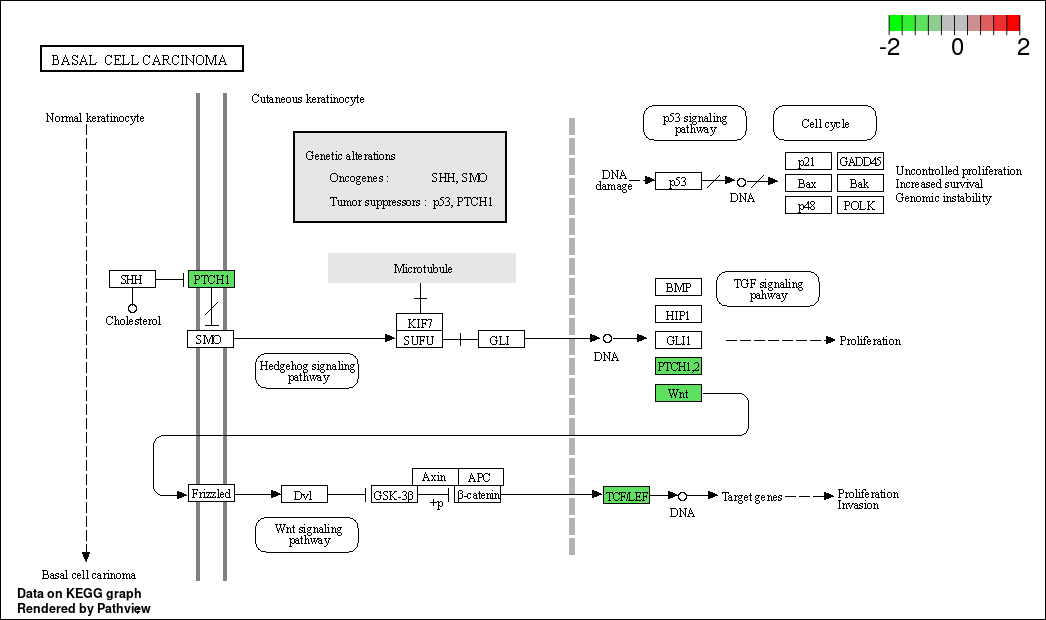 -2 0 2
BASAL CELL CARCINOMA
Cutaneous keratinocyte
Normal keratinocyte
Genetic alterations
Oncogenes : SHH, SMO
Tumor suppressors : p53, PTCH1
p53 signaling
pathway
Cell cycle
DNA
damage
p53
DNA
p21 GADD45
Bax Bak
p48 POLK
Uncontrolled proliferation
Increased survival
Genomic instability
SHH
PTCH1
Cholesterol
SMO
Microtubule
KIF7
SUFU
GLI
Hedgehog signaling
pathway
DNA
BMP
HIP1
GLI1
PTCH1,2
Wnt
TGF signaling
pahway
Proliferation
Frizzled
Dvl
GSK-3β
Axin
APC
β-catenin
+p
Wnt signaling
pathway
TCF/LEF
DNA
Target genes
Proliferation
Invasion
Basal cell carinoma
Data on KEGG graph
Rendered by Pathview